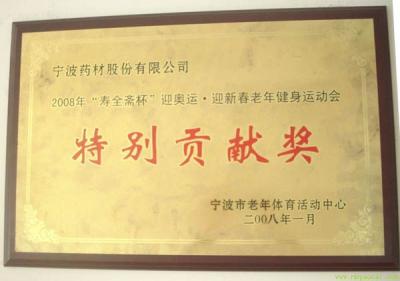 宁波药材股份有限公司
2008年“寿全斋杯”迎奥运·迎新春老年健身运动会
特别贡献奖
宁波市老年体育活动中心
二00八年一月